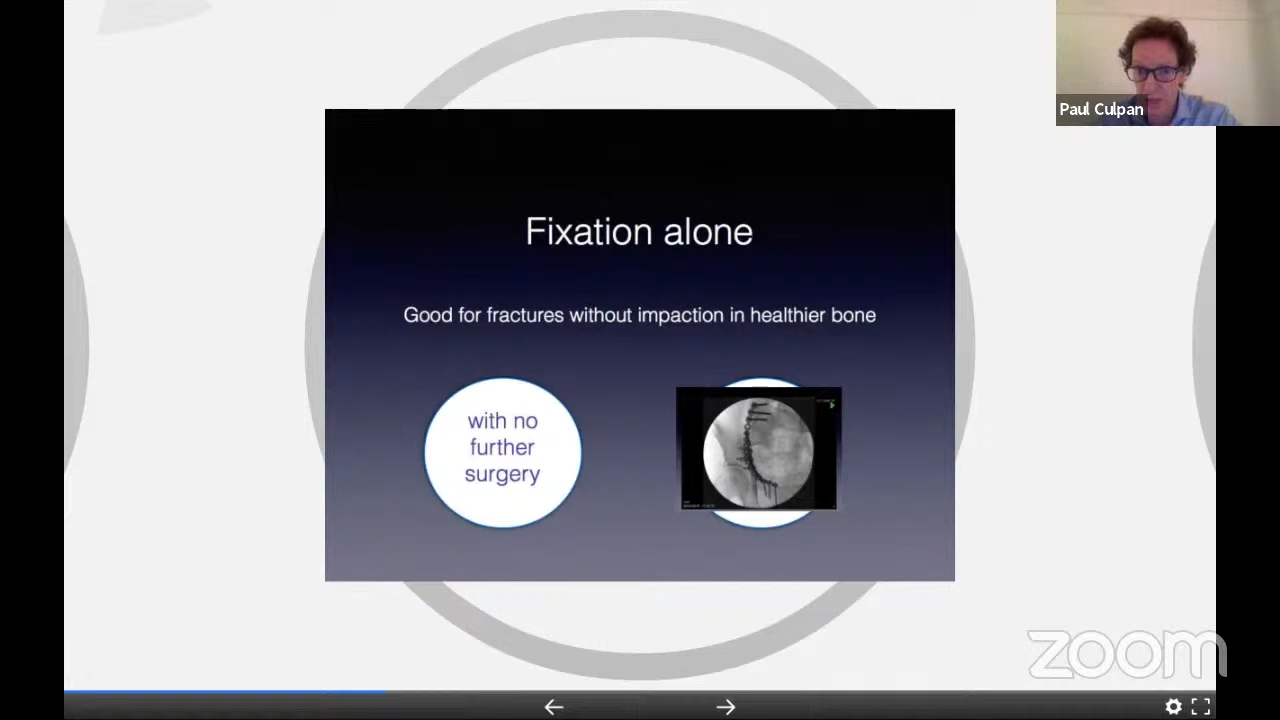 Paul Culpan
Fixation alone
Good for fractures without impaction in healthier bone
with no
further
surgery
zoom